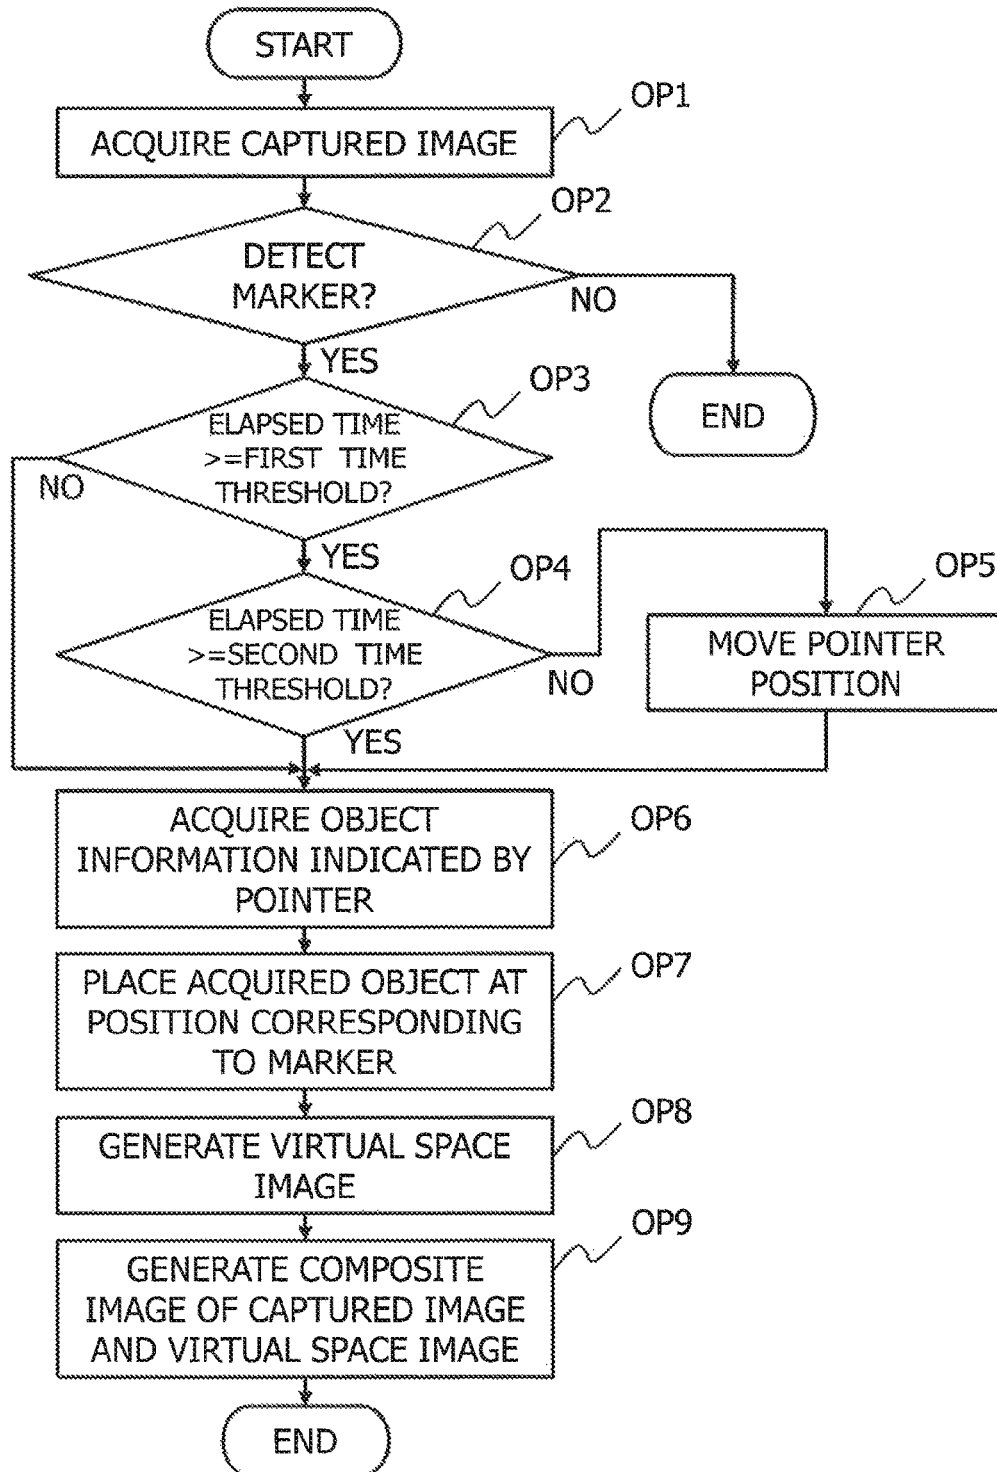 START
OP1
ACQUIRE CAPTURED IMAGE
OP2
DETECT
MARKER?
NO
YES
OP3
END
ELAPSED TIME
>=FIRST TIME
THRESHOLD?
NO
YES
OP4
OP5
ELAPSED TIME
>=SECOND TIME
THRESHOLD?
NO
MOVE POINTER
POSITION
YES
OP6
ACQUIRE OBJECT
INFORMATION INDICATED BY
POINTER
OP7
PLACE ACQUIRED OBJECT AT
POSITION CORRESPONDING
TO MARKER
OP8
GENERATE VIRTUAL SPACE
IMAGE
OP9
GENERATE COMPOSITE
IMAGE OF CAPTURED IMAGE
AND VIRTUAL SPACE IMAGE
END